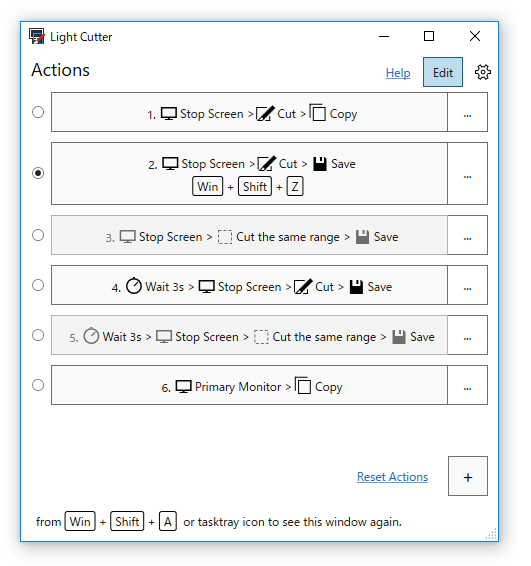 Light Cutter
Actions
Help
Edit
1. Stop Screen > Cut > Copy
...
2. Stop Screen > Cut > Save
Win + Shift + Z
...
3. Stop Screen > Cut the same range > Save
...
4. Wait 3s > Stop Screen > Cut > Save
...
5. Wait 3s > Stop Screen > Cut the same range > Save
...
6. Primary Monitor > Copy
...
Reset Actions
+
from Win + Shift + A or tasktray icon to see this window again.